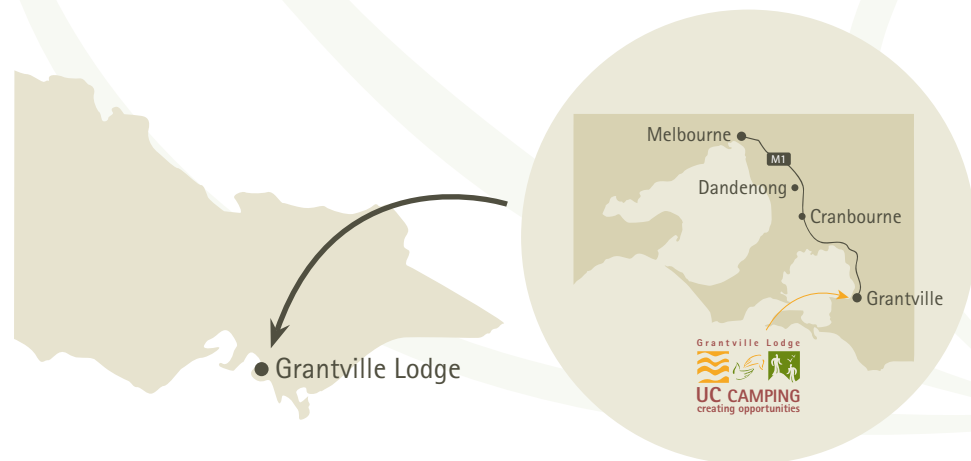 Melbourne
M1
Dandenong
Cranbourne
Grantville
Grantville Lodge
UC CAMPING
creating opportunities
Grantville Lodge